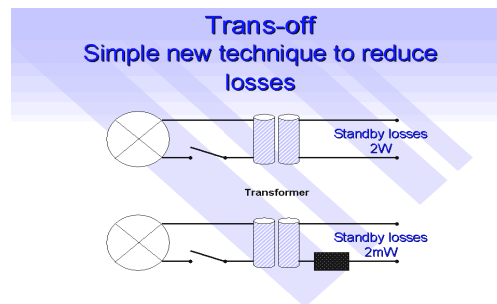 Trans-off
Simple new technique to reduce
losses
Standby losses
2W
Transformer
Standby losses
2mW